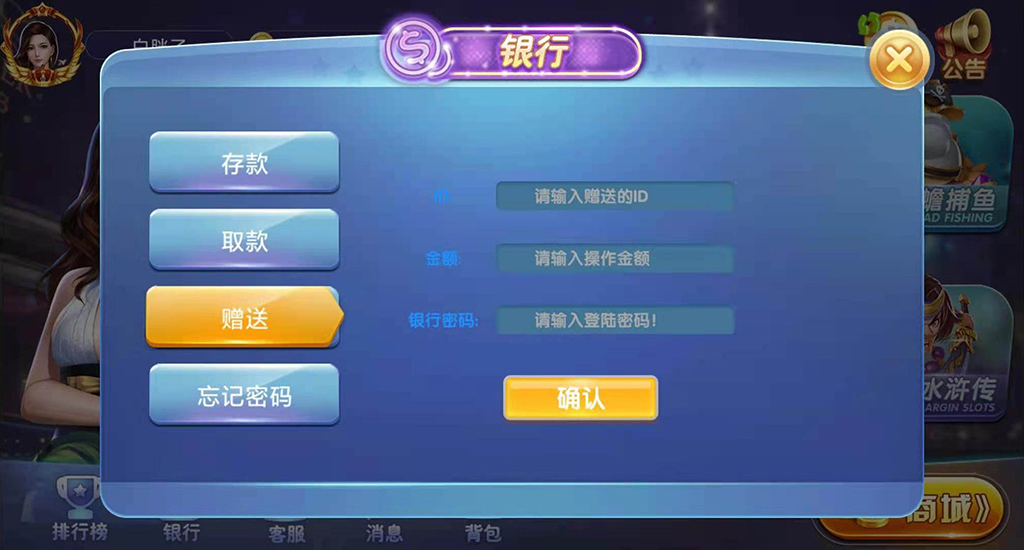 银行
公告
存款
取款
赠送
忘记密码
ID:
请输入赠送的ID
金额:
请输入操作金额
银行密码:
请输入登陆密码!
确认
蟾捕鱼
AD FISHING
水浒传
ARGIN SLOTS
排行榜
银行
客服
消息
背包
商城》